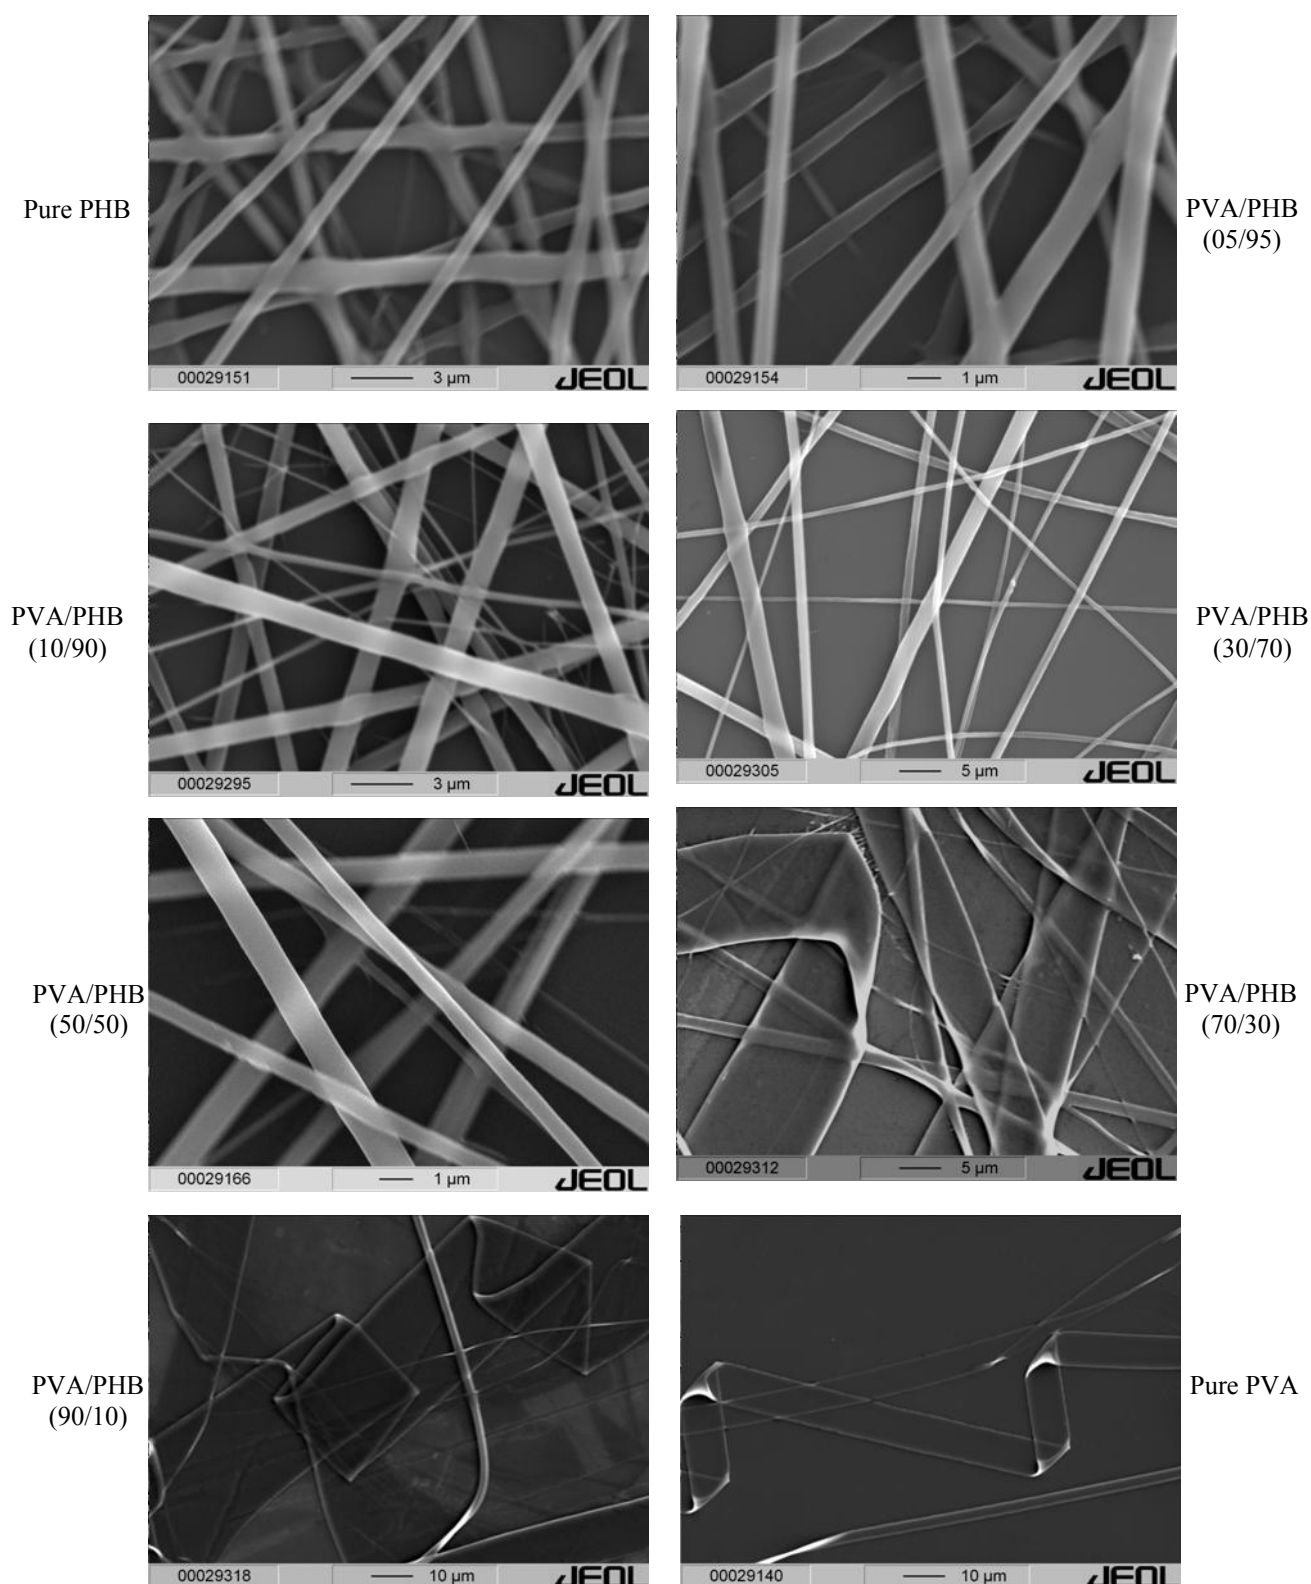 Pure PHB
00029151
3 µm
JEOL
00029154
1 µm
JEOL
PVA/PHB
(05/95)
PVA/PHB
(10/90)
00029295
3 µm
JEOL
00029305
5 µm
JEOL
PVA/PHB
(30/70)
PVA/PHB
(50/50)
00029166
1 µm
JEOL
00029312
5 µm
JEOL
PVA/PHB
(70/30)
PVA/PHB
(90/10)
00029318
10 µm
JEOL
00029140
10 µm
JEOL
Pure PVA